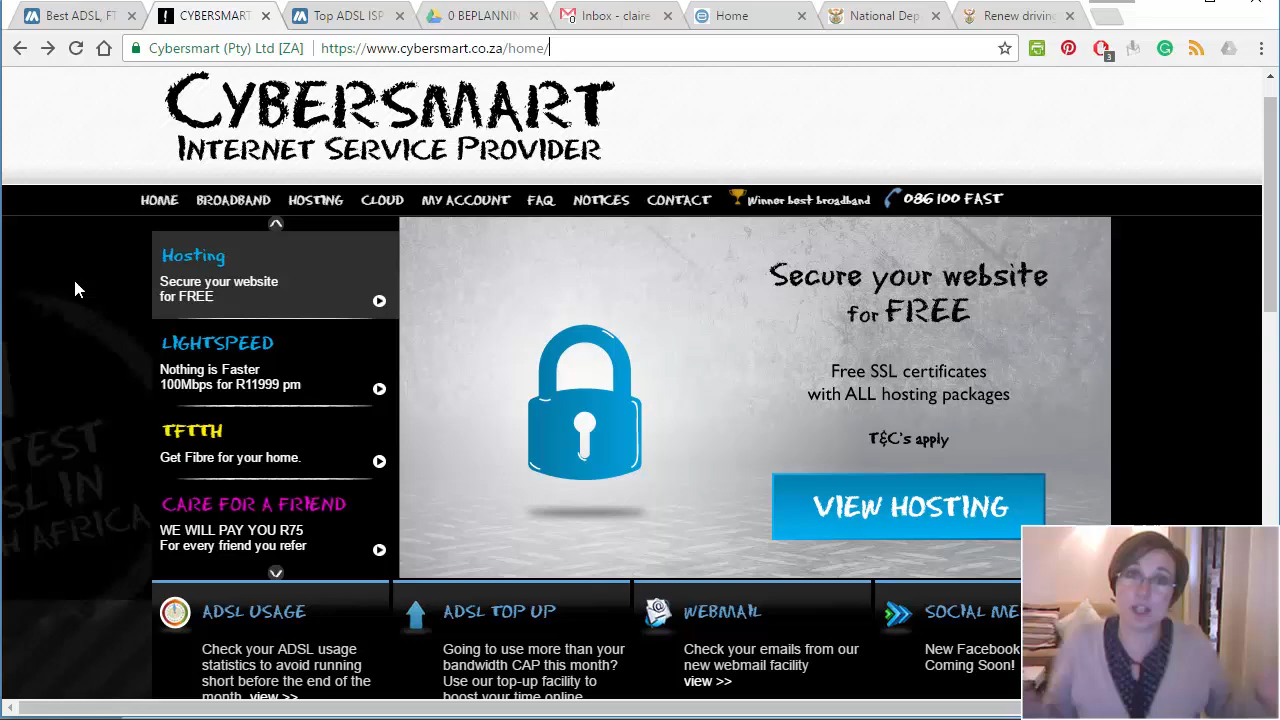 Best ADSL, FT
CYBERSMART
Top ADSL ISP
0 BEPLANNIN
Inbox - claire
Home
National Dep
Renew drivin
Cybersmart (Pty) Ltd [ZA]
https://www.cybersmart.co.za/home/
3
CYBERSMART
INTERNET SERVICE PROVIDER
HOME
BROADBAND
HOSTING
CLOUD
MY ACCOUNT
FAQ
NOTICES
CONTACT
Winner best broadband
086 100 FAST
Hosting
Secure your website
for FREE
LIGHTSPEED
Nothing is Faster
100Mbps for R11999 pm
TFTTH
Get Fibre for your home.
CARE FOR A FRIEND
WE WILL PAY YOU R75
For every friend you refer
Secure your website
for FREE
Free SSL certificates
with ALL hosting packages
T&C's apply
VIEW HOSTING
ADSL USAGE
Check your ADSL usage
statistics to avoid running
short before the end of the
month. view >>
ADSL TOP UP
Going to use more than your
bandwidth CAP this month?
Use our top-up facility to
boost your time online
WEBMAIL
Check your emails from our
new webmail facility
view >>
SOCIAL ME
New Facebook
Coming Soon!